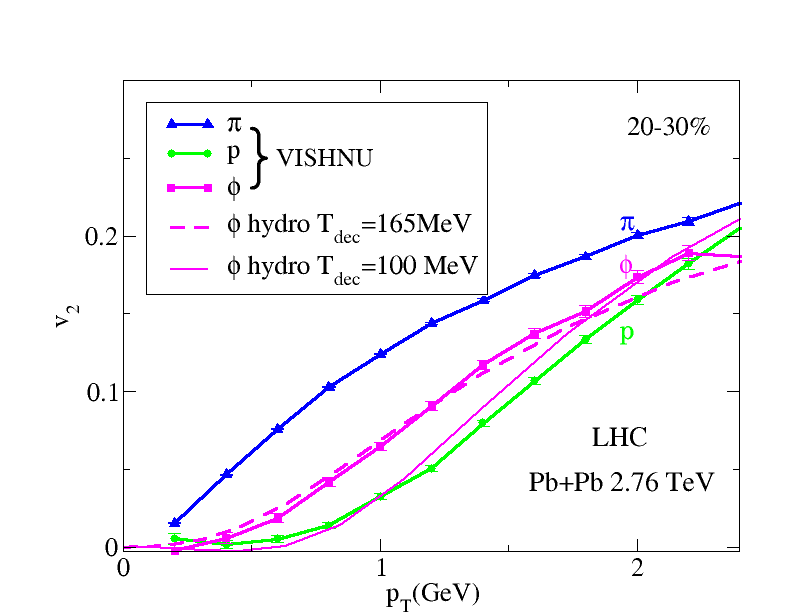 π
p
VISHNU
ϕ
ϕ hydro T_dec=165MeV
ϕ hydro T_dec=100 MeV
20-30%
π
ϕ
p
LHC
Pb+Pb 2.76 TeV
v_2
0.2
0.1
0
0
1
2
p_T(GeV)